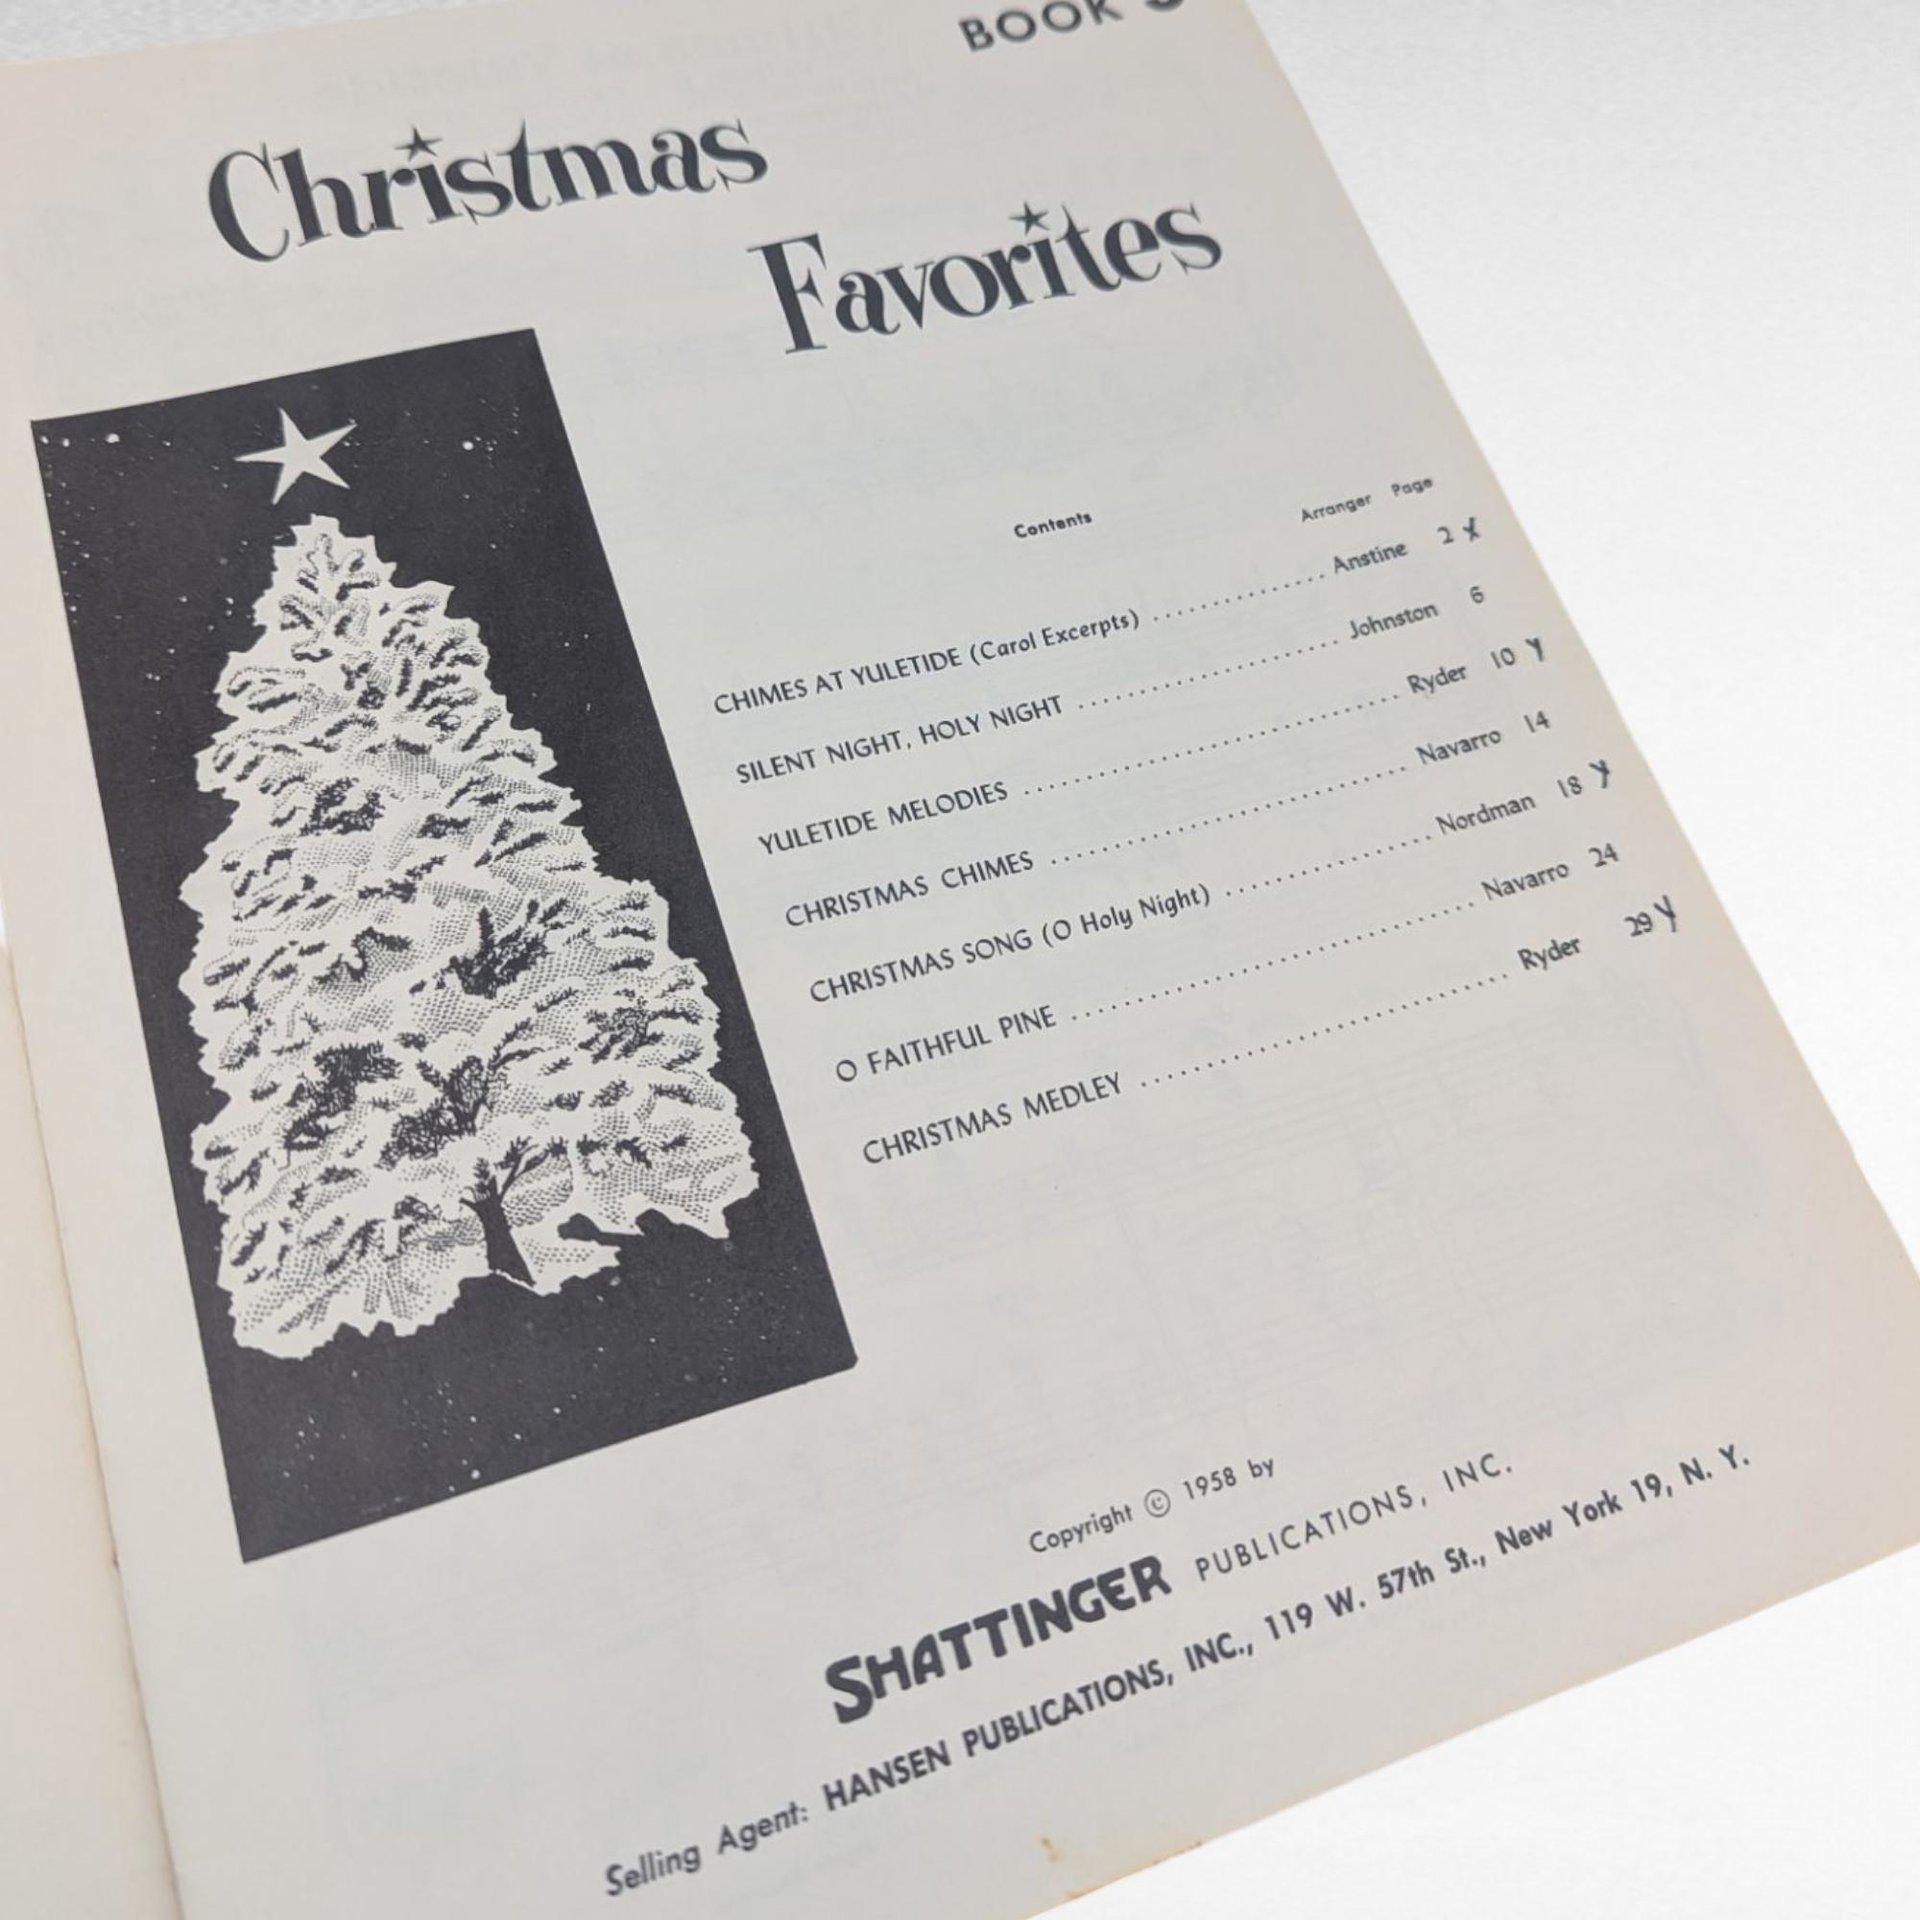 BOOK
Christmas
Favorites
Contents Arranger Page
CHIMES AT YULETIDE (Carol Excerpts) .................. Anstine 2 x
SILENT NIGHT, HOLY NIGHT .......................... Johnston 6
YULETIDE MELODIES .................................... Ryder 10 y
CHRISTMAS CHIMES .................................. Navarro 14
CHRISTMAS SONG (O Holy Night) ................... Nordman 18 y
O FAITHFUL PINE ..................................... Navarro 24
CHRISTMAS MEDLEY .................................. Ryder 29 y
Copyright © 1958 by
SHATTINGER PUBLICATIONS, INC.
Selling Agent: HANSEN PUBLICATIONS, INC., 119 W. 57th St., New York 19, N. Y.